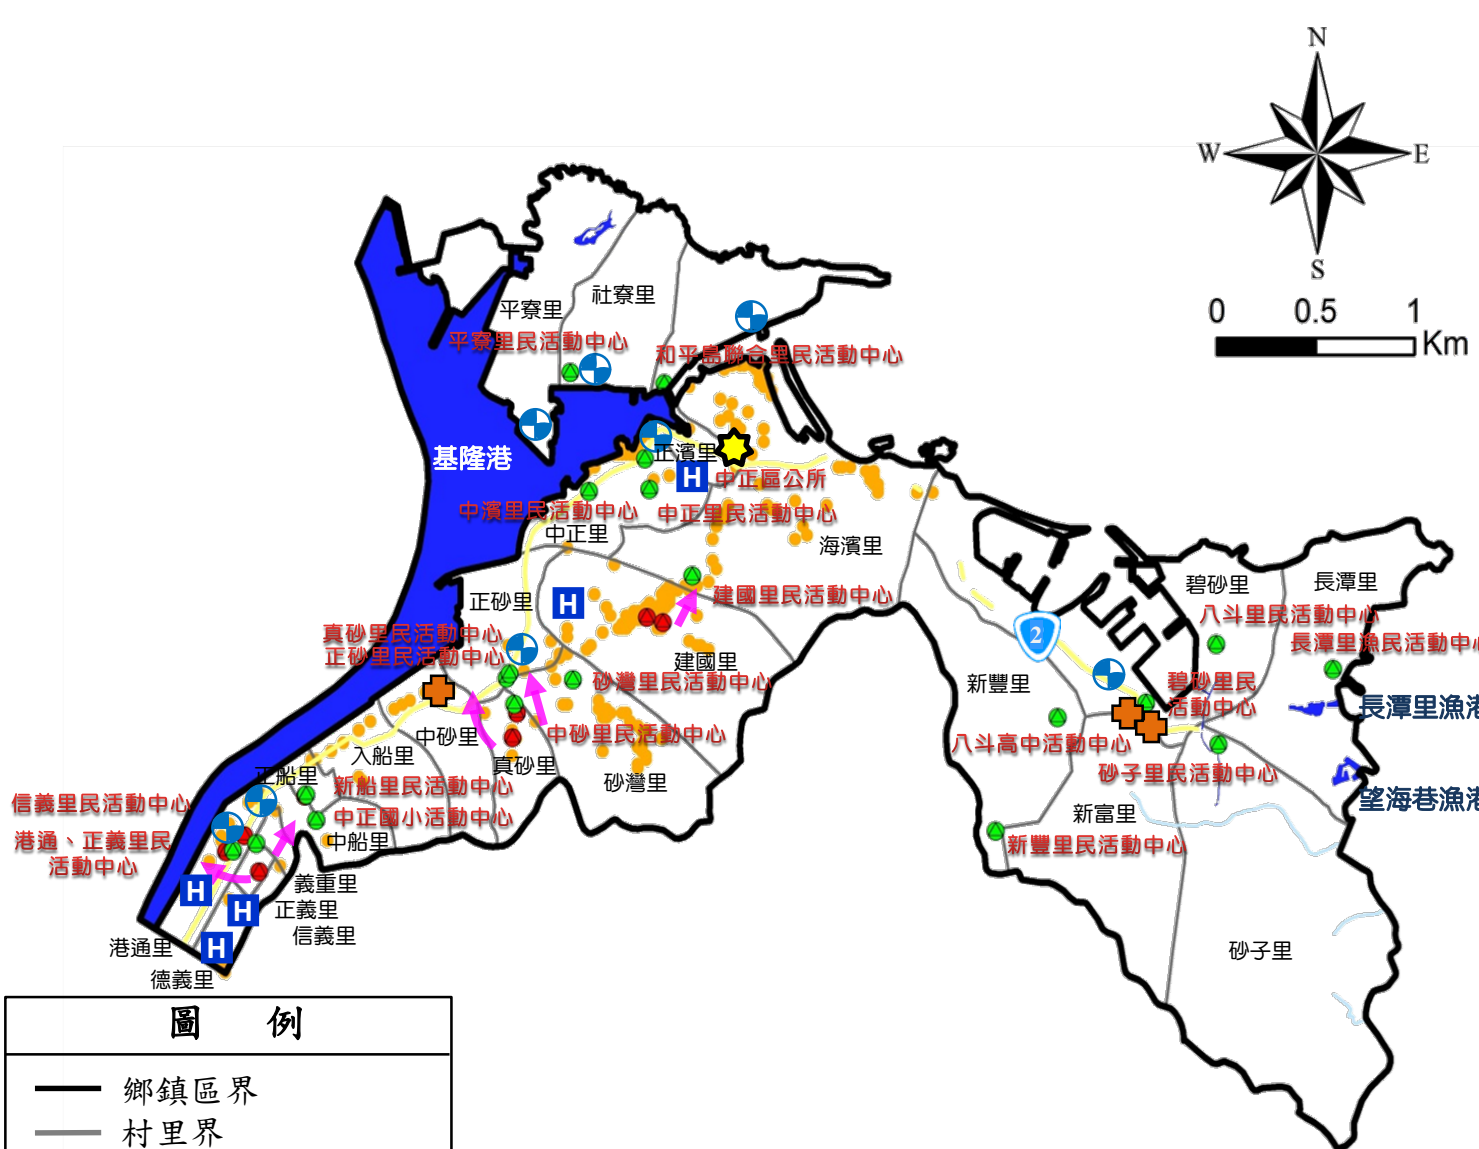 N
W
E
S
0 0.5 1
Km
平寮里
社寮里
平寮里民活動中心
和平島聯合里民活動中心
基隆港
正濱里
H
中正區公所
中濱里民活動中心
中正里民活動中心
中正里
海濱里
正砂里
H
建國里民活動中心
碧砂里
長潭里
八斗里民活動中心
長潭里漁民活動中
2
真砂里民活動中心
正砂里民活動中心
建國里
砂灣里民活動中心
新豐里
碧砂里民
活動中心
長潭里漁港
中砂里
中砂里民活動中心
八斗高中活動中心
入船里
真砂里
砂灣里
砂子里民活動中心
正船里
新船里民活動中心
信義里民活動中心
望海巷漁港
中正國小活動中心
新富里
港通、正義里民
活動中心
中船里
新豐里民活動中心
H
義重里
H
正義里
信義里
港通里
H
德義里
砂子里
圖 例
鄉鎮區界
村里界